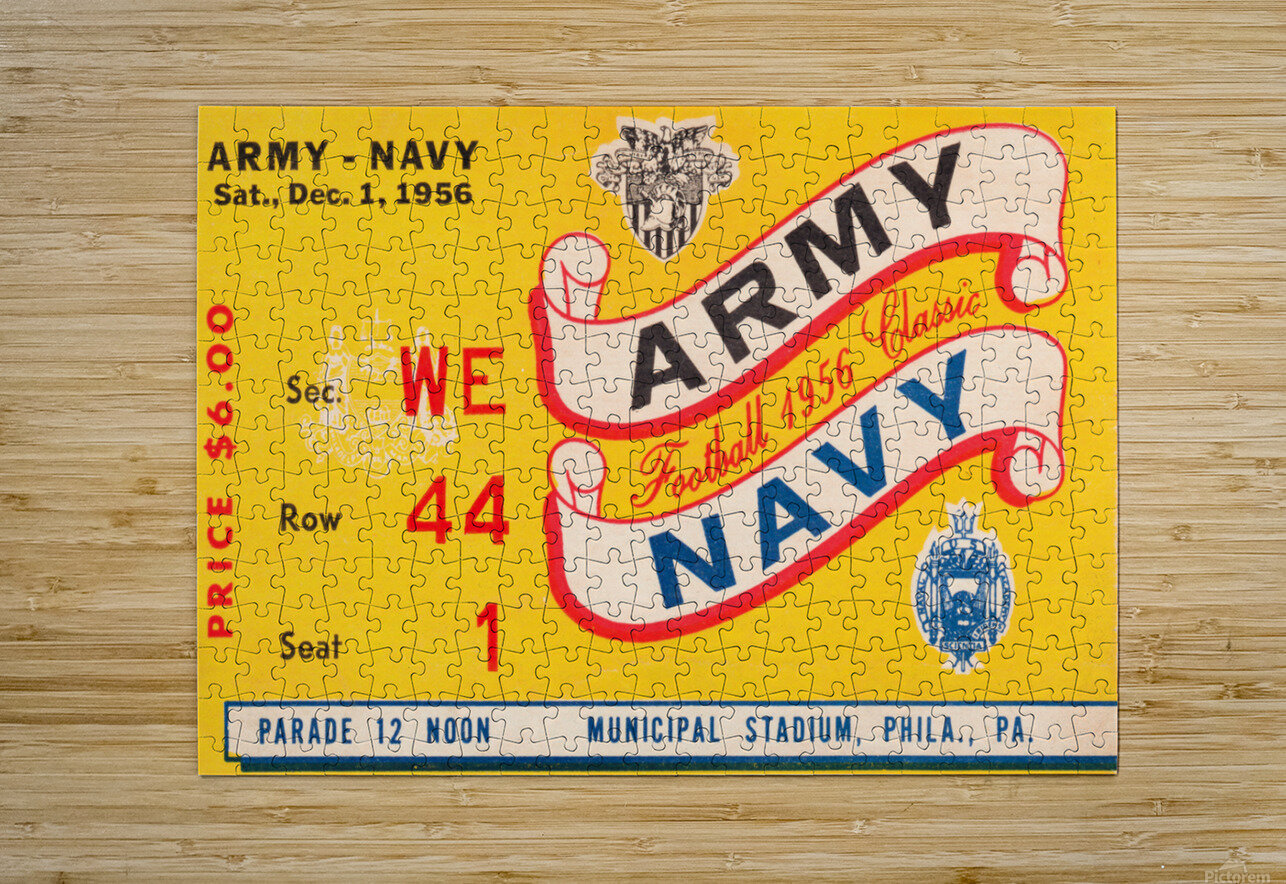 ARMY - NAVY
Sat., Dec. 1, 1956
PRICE $6.00
Sec. WE
Row 44
Seat 1
ARMY
Football 1956 Classic
NAVY
SCIENTIA
PARADE 12 NOON MUNICIPAL STADIUM, PHILA., PA.
Pictorem